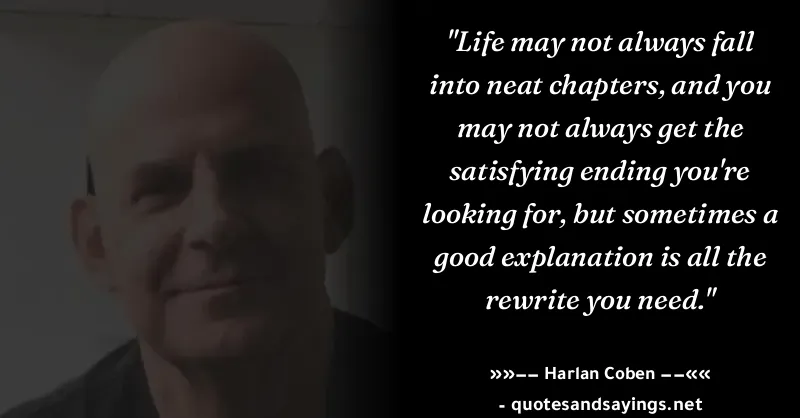 "Life may not always fall
into neat chapters, and you
may not always get the
satisfying ending you're
looking for, but sometimes a
good explanation is all the
rewrite you need."
»»–– Harlan Coben ––««
- quotesandsayings.net